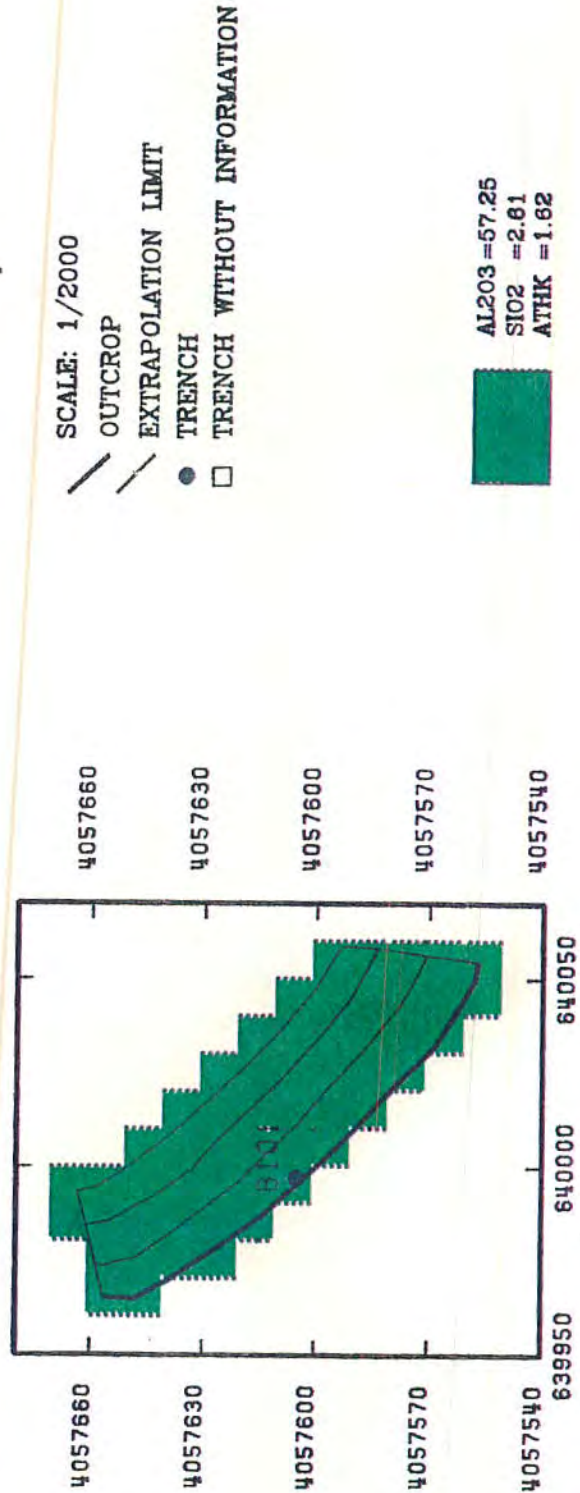 SCALE: 1/2000
OUTCROP
EXTRAPOLATION LIMIT
TRENCH
TRENCH WITHOUT INFORMATION
AL2O3 =57.25
SIO2 =2.61
ATHK =1.62
4057660
4057630
4057600
4057570
4057540
4057660
4057630
4057600
4057570
4057540
639950
640000
640050